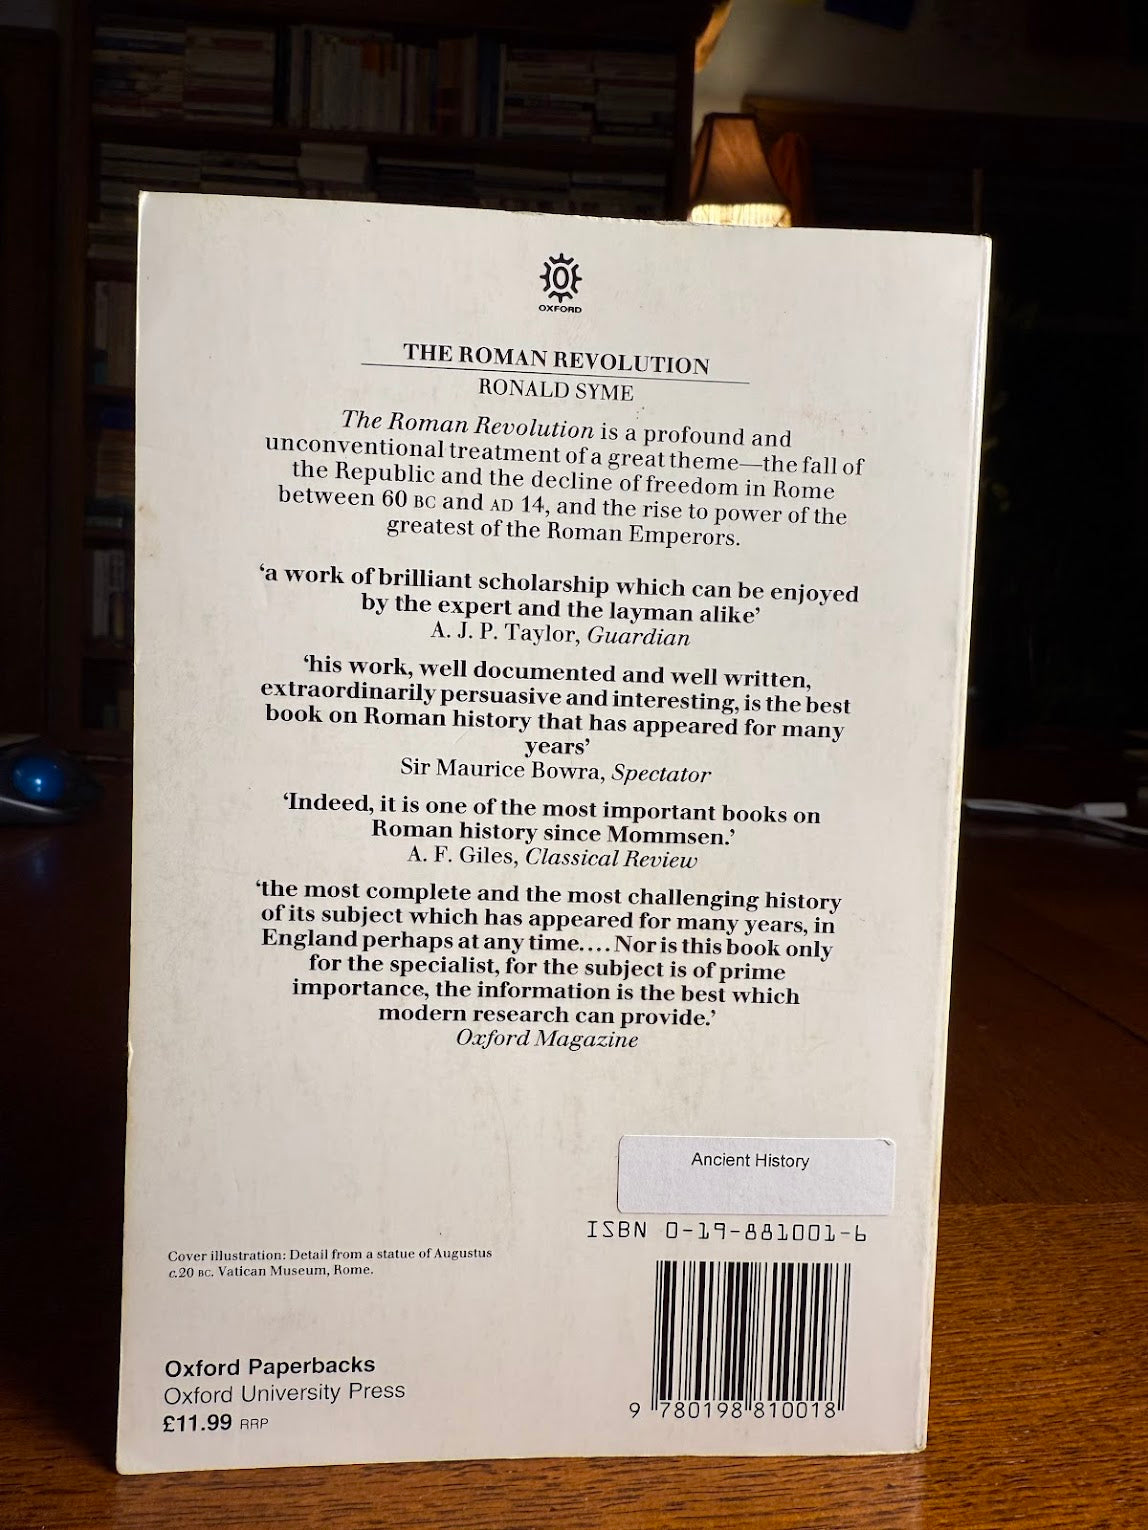 OXFORD
THE ROMAN REVOLUTION
RONALD SYME
The Roman Revolution is a profound and
unconventional treatment of a great theme—the fall of
the Republic and the decline of freedom in Rome
between 60 BC and AD 14, and the rise to power of the
greatest of the Roman Emperors.
‘a work of brilliant scholarship which can be enjoyed
by the expert and the layman alike’
A. J. P. Taylor, Guardian
‘his work, well documented and well written,
extraordinarily persuasive and interesting, is the best
book on Roman history that has appeared for many
years’
Sir Maurice Bowra, Spectator
‘Indeed, it is one of the most important books on
Roman history since Mommsen.’
A. F. Giles, Classical Review
‘the most complete and the most challenging history
of its subject which has appeared for many years, in
England perhaps at any time.... Nor is this book only
for the specialist, for the subject is of prime
importance, the information is the best which
modern research can provide.’
Oxford Magazine
Ancient History
ISBN 0-19-881001-6
Cover illustration: Detail from a statue of Augustus
c.20 BC. Vatican Museum, Rome.
Oxford Paperbacks
Oxford University Press
£11.99 RRP
9 780198 810018